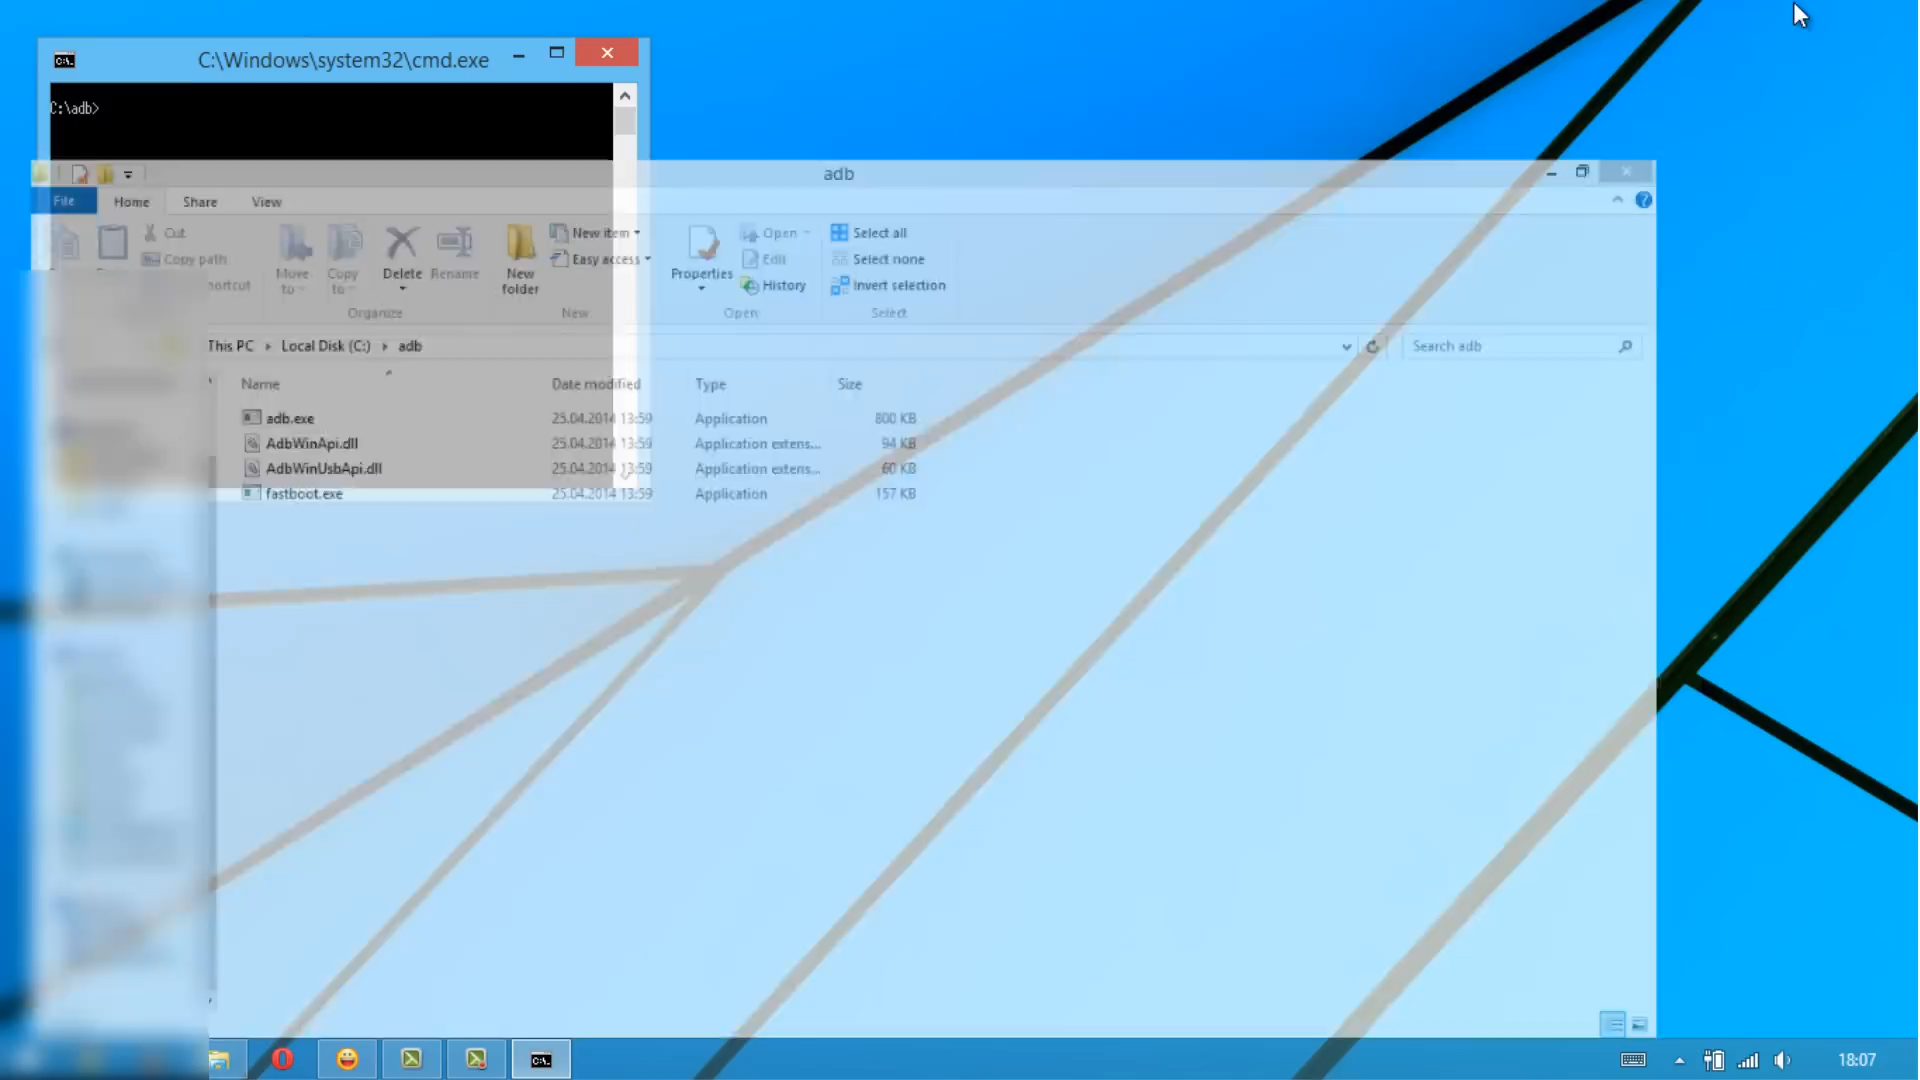 C:\Windows\system32\cmd.exe
C:\adb>
adb
File Home Share View
Cut
Copy path
Move to
Copy to
Delete
Rename
New folder
New item
Easy access
Properties
Open
Edit
History
Select all
Select none
Invert selection
Organize
New
Open
Select
This PC Local Disk (C:) adb
Search adb
Name Date modified Type Size
adb.exe 25.04.2014 13:59 Application 800 KB
AdbWinApi.dll 25.04.2014 13:59 Application extens... 94 KB
AdbWinUsbApi.dll 25.04.2014 13:59 Application extens... 60 KB
fastboot.exe 25.04.2014 13:59 Application 157 KB
C:\.
18:07